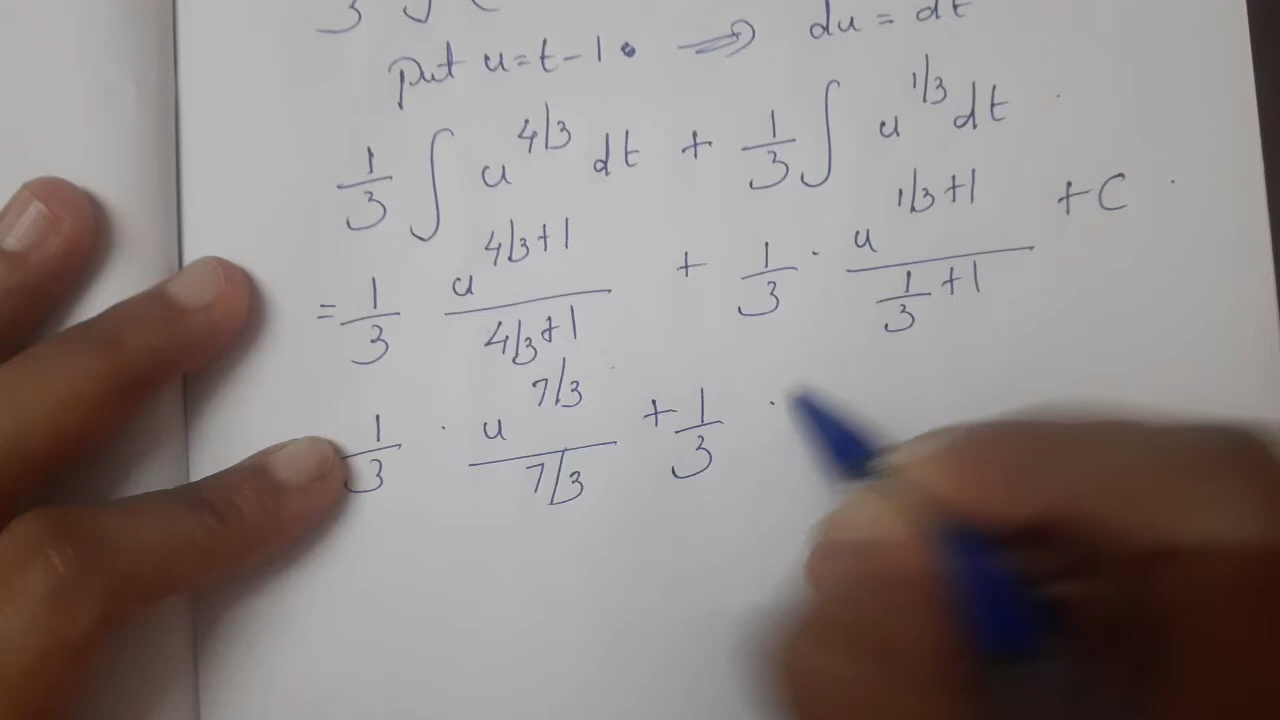 3 ∫ (
Put u = t - 1. ⇒ du = dt
1/3 ∫ u^4/3 dt + 1/3 ∫ u^1/3 dt
= 1/3 u^4/3+1 / 4/3+1 + 1/3 · u^1/3+1 / 1/3+1 + C
1/3 · u^7/3 / 7/3 + 1/3 ·